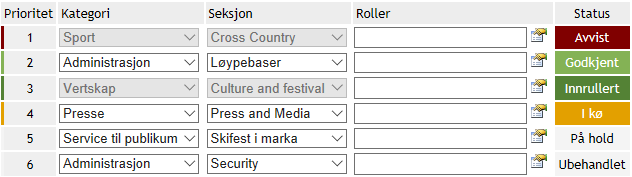 Prioritet Kategori Seksjon Roller Status
1 Sport Cross Country Avvist
2 Administrasjon Løypebaser Godkjent
3 Vertskap Culture and festival Innrullert
4 Presse Press and Media I kø
5 Service til publikum Skifest i marka På hold
6 Administrasjon Security Ubehandlet